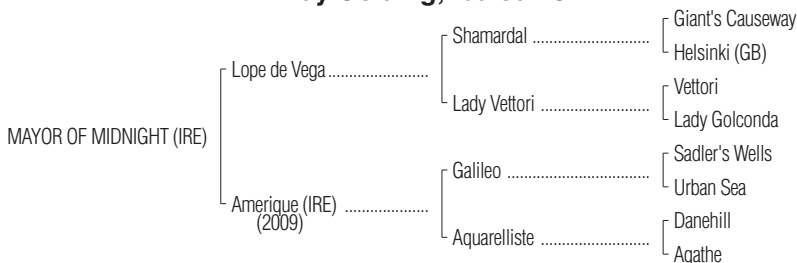 Giant's Causeway
Shamardal ........................
Helsinki (GB)
Lope de Vega .......................
Vettori
Lady Vettori ......................
Lady Golconda
MAYOR OF MIDNIGHT (IRE)
Sadler's Wells
Galileo ..............................
Urban Sea
Amerique (IRE) ...................
(2009)
Danehill
Aquarelliste ......................
Agathe